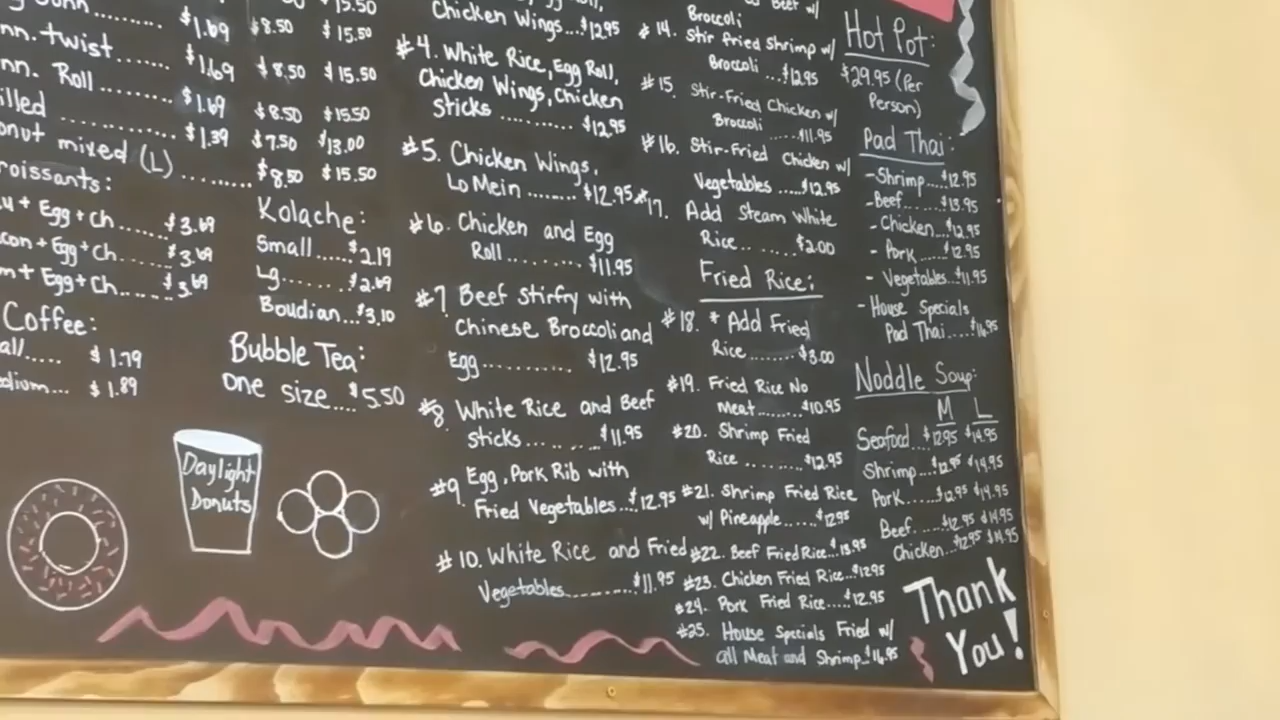 $1.69 $8.50 $15.50
nn. twist....... $1.69 $8.50 $15.50
nn. Roll .......... $1.69 $8.50 $15.50
illed ............... $1.39 $7.50 $13.00
onut mixed (L) .......... $8.50 $15.50
roissants:
+ Egg + Ch...... $3.69
con + Egg + Ch...... $3.69
m + Egg + Ch...... $3.69
Coffee:
all..... $1.79
edium... $1.89
Kolache:
Small.....$2.19
Lg.......$2.69
Boudian...$3.10
Bubble Tea:
one size....$5.50
Daylight
Donuts
Chicken Wings...$12.95
#4. White Rice, Egg Roll,
Chicken Wings, Chicken
Sticks .......... $12.95
#5. Chicken Wings,
Lo Mein ....... $12.95
#6. Chicken and Egg
Roll ......... $11.95
#7 Beef Stirfry with
Chinese Broccoli and
Egg........... $12.95
#8. White Rice and Beef
sticks......... $11.95
#9. Egg, Pork Rib with
Fried Vegetables...$12.95
#10. White Rice and Fried
Vegetables.............$11.95
Beef w/
Broccoli
#14. Stir fried Shrimp w/
Broccoli ....$12.95
#15. Stir-Fried Chicken w/
Broccoli .....$11.95
#16. Stir-Fried Chicken w/
Vegetables .....$12.95
#17. Add Steam White
Rice...... $2.00
Fried Rice:
#18. * Add Fried
Rice........$3.00
#19. Fried Rice No
Meat........$10.95
#20. Shrimp Fried
Rice ........ $12.95
#21. Shrimp Fried Rice
w/ Pineapple......$12.95
#22. Beef Fried Rice...$13.95
#23. Chicken Fried Rice...$12.95
#24. Pork Fried Rice....$12.95
#25. House Specials Fried w/
all Meat and Shrimp..$16.95
Hot Pot:
$29.95 (Per
Person)
Pad Thai:
-Shrimp....$12.95
-Beef......$13.95
- Chicken...$12.95
- Pork.....$12.95
- Vegetables..$11.95
- House Specials
Pad Thai....$16.95
Noddle Soup:
M L
Seafood..$12.95 $14.95
Shrimp...$12.95 $14.95
Pork.....$12.95 $14.95
Beef.....$12.95 $14.95
Chicken...$12.95 $14.95
Thank
You!